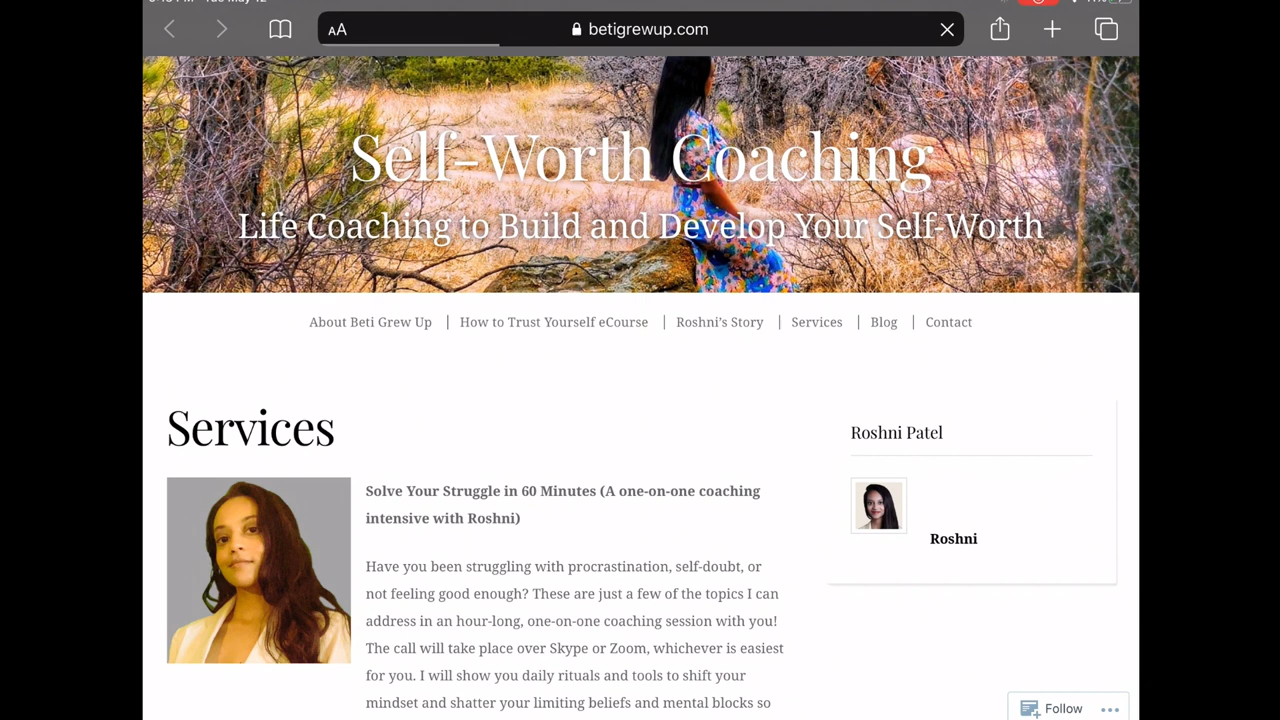 AA
betigrewup.com
Self-Worth Coaching
Life Coaching to Build and Develop Your Self-Worth
About Beti Grew Up | How to Trust Yourself eCourse | Roshni’s Story | Services | Blog | Contact
Services
Solve Your Struggle in 60 Minutes (A one-on-one coaching
intensive with Roshni)
Have you been struggling with procrastination, self-doubt, or
not feeling good enough? These are just a few of the topics I can
address in an hour-long, one-on-one coaching session with you!
The call will take place over Skype or Zoom, whichever is easiest
for you. I will show you daily rituals and tools to shift your
mindset and shatter your limiting beliefs and mental blocks so
Roshni Patel
Roshni
Follow